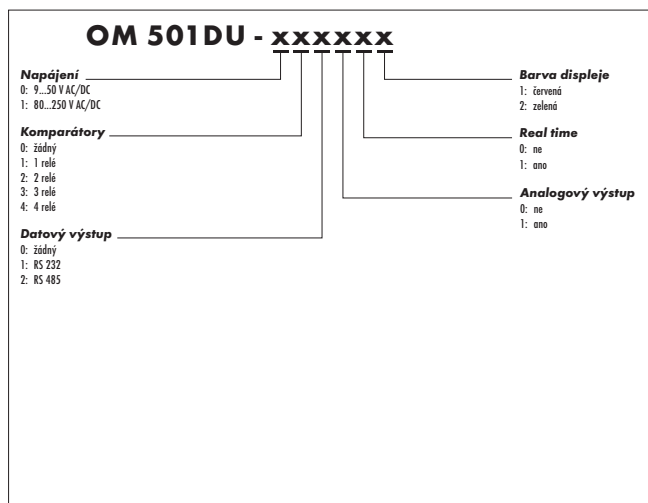 OM 501DU - xxxxxx
Napájení
0: 9...50 V AC/DC
1: 80...250 V AC/DC
Komparátory
0: žádný
1: 1 relé
2: 2 relé
3: 3 relé
4: 4 relé
Datový výstup
0: žádný
1: RS 232
2: RS 485
Barva displeje
1: červená
2: zelená
Real time
0: ne
1: ano
Analogový výstup
0: ne
1: ano